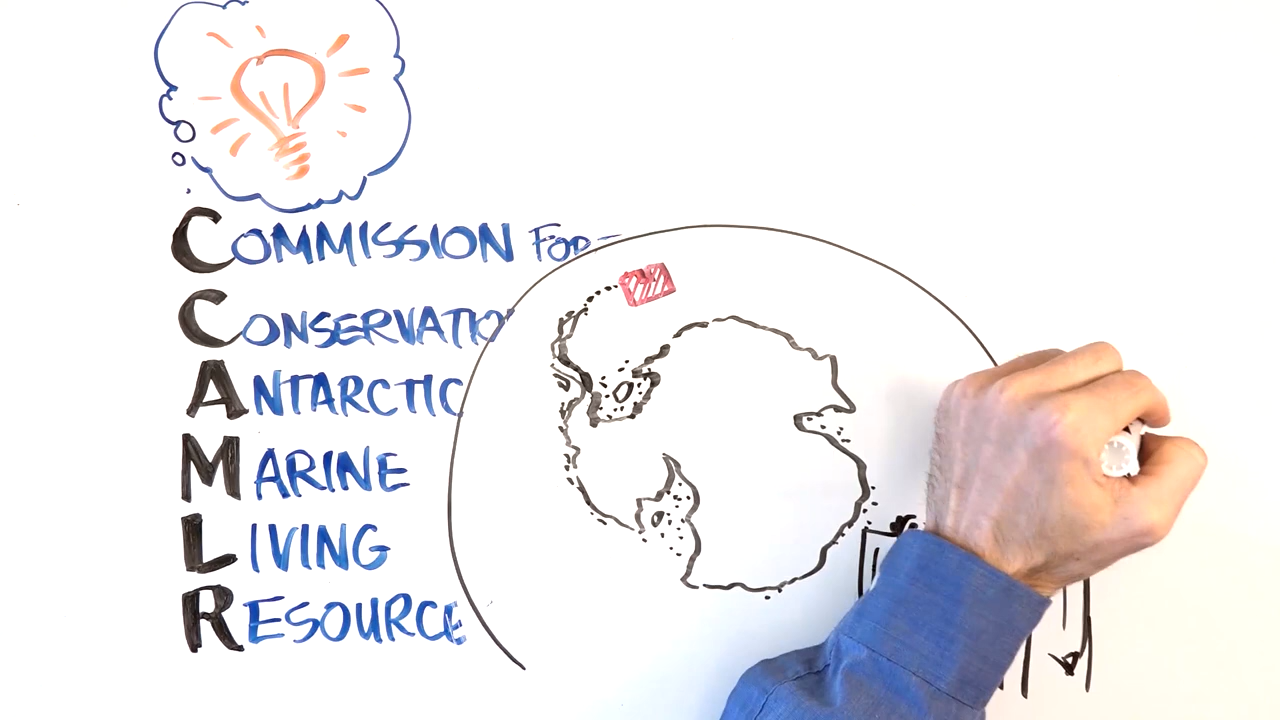 COMMISSION FOR
CONSERVATIO
ANTARCTIC
MARINE
LIVING
RESOURCE